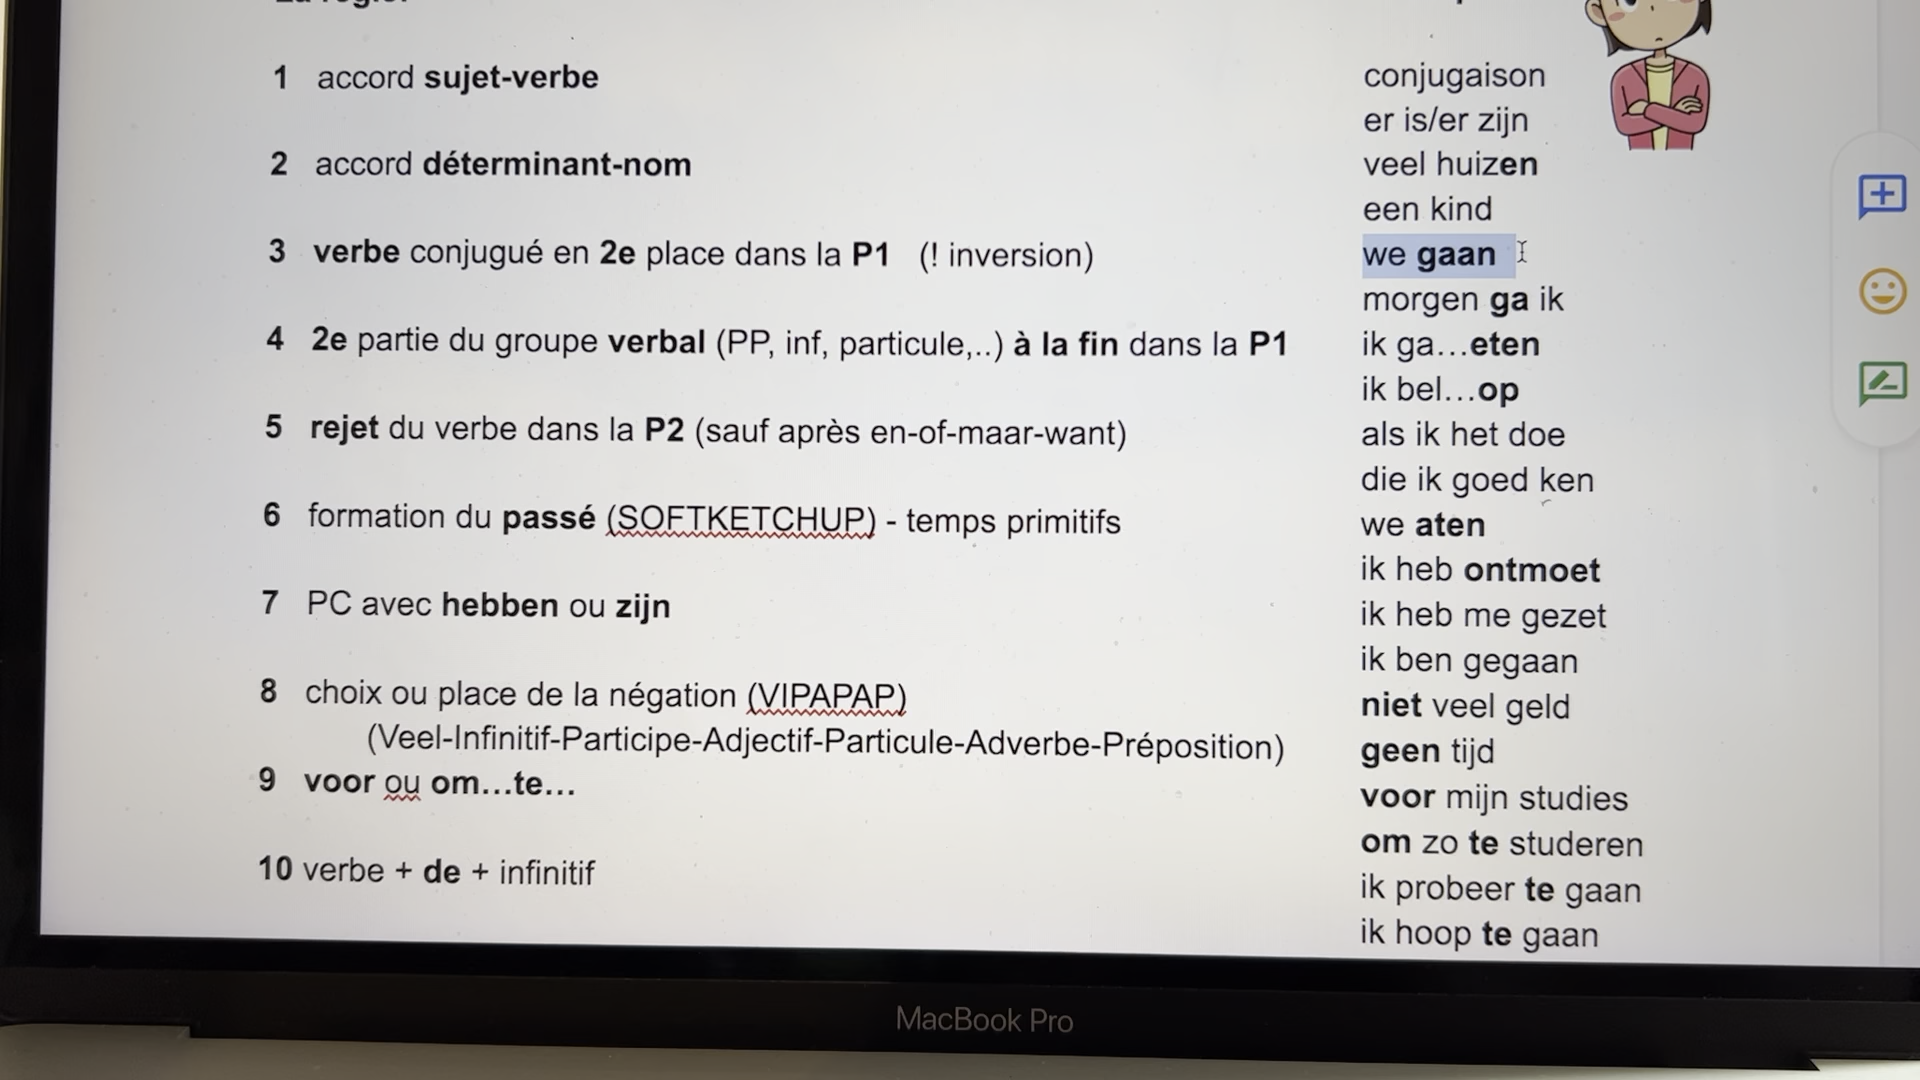 1 accord sujet-verbe
conjugaison
er is/er zijn
2 accord déterminant-nom
veel huizen
een kind
3 verbe conjugué en 2e place dans la P1 (! inversion)
we gaan
morgen ga ik
4 2e partie du groupe verbal (PP, inf, particule,..) à la fin dans la P1
ik ga...eten
ik bel...op
5 rejet du verbe dans la P2 (sauf après en-of-maar-want)
als ik het doe
die ik goed ken
6 formation du passé (SOFTKETCHUP) - temps primitifs
we aten
ik heb ontmoet
7 PC avec hebben ou zijn
ik heb me gezet
ik ben gegaan
8 choix ou place de la négation (VIPAPAP)
niet veel geld
(Veel-Infinitif-Participe-Adjectif-Particule-Adverbe-Préposition)
geen tijd
9 voor ou om...te...
voor mijn studies
om zo te studeren
10 verbe + de + infinitif
ik probeer te gaan
ik hoop te gaan
MacBook Pro